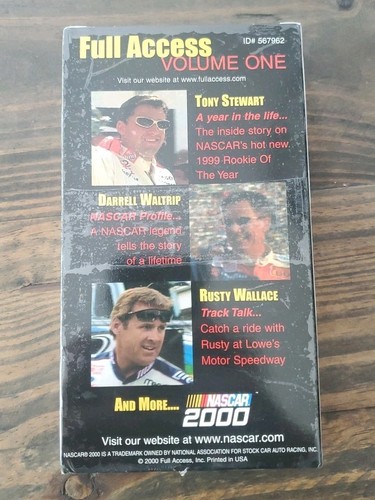 Full Access
ID# 567962
VOLUME ONE
Visit our website at www.fullaccess.com
TONY STEWART
A year in the life...
The inside story on
NASCAR's hot new
1999 Rookie Of
The Year
DARRELL WALTRIP
NASCAR Profile...
A NASCAR legend
tells the story
of a lifetime
RUSTY WALLACE
Track Talk...
Catch a ride with
Rusty at Lowe's
Motor Speedway
AND MORE....
NASCAR
2000
Visit our website at www.nascar.com
NASCAR® 2000 IS A TRADEMARK OWNED BY NATIONAL ASSOCIATION FOR STOCK CAR AUTO RACING, INC.
© 2000 Full Access, Inc. Printed in USA